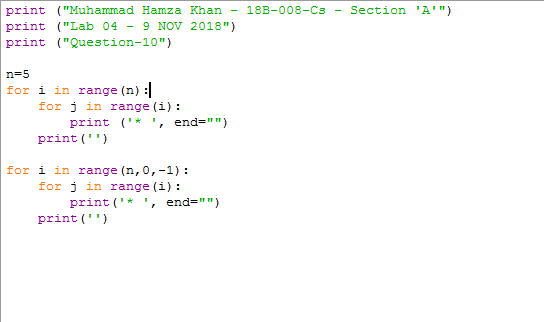 print ("Muhammad Hamza Khan - 18B-008-Cs - Section 'A'")
print ("Lab 04 - 9 NOV 2018")
print ("Question-10")
n=5
for i in range(n):
    for j in range(i):
        print ('* ', end="")
    print('')
for i in range(n,0,-1):
    for j in range(i):
        print('* ', end="")
    print('')